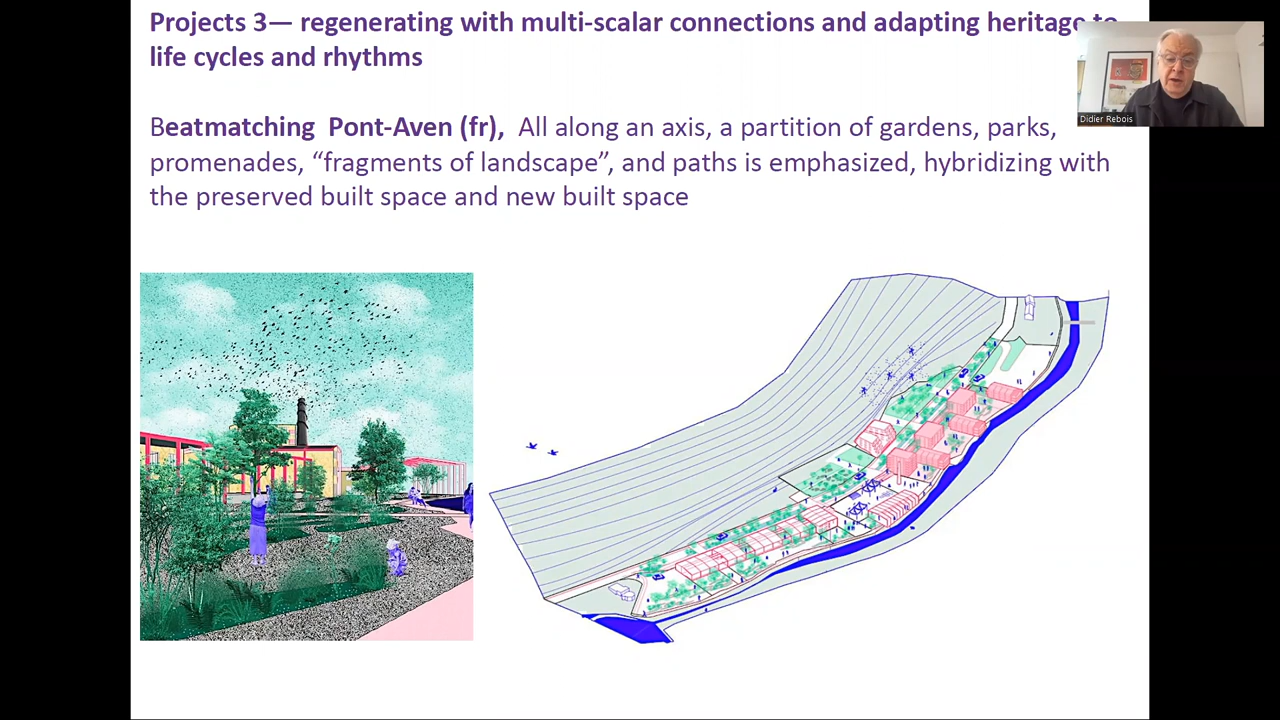 Projects 3— regenerating with multi-scalar connections and adapting heritage to
life cycles and rhythms
Beatmatching Pont-Aven (fr), All along an axis, a partition of gardens, parks,
promenades, “fragments of landscape”, and paths is emphasized, hybridizing with
the preserved built space and new built space
Didier Rebois